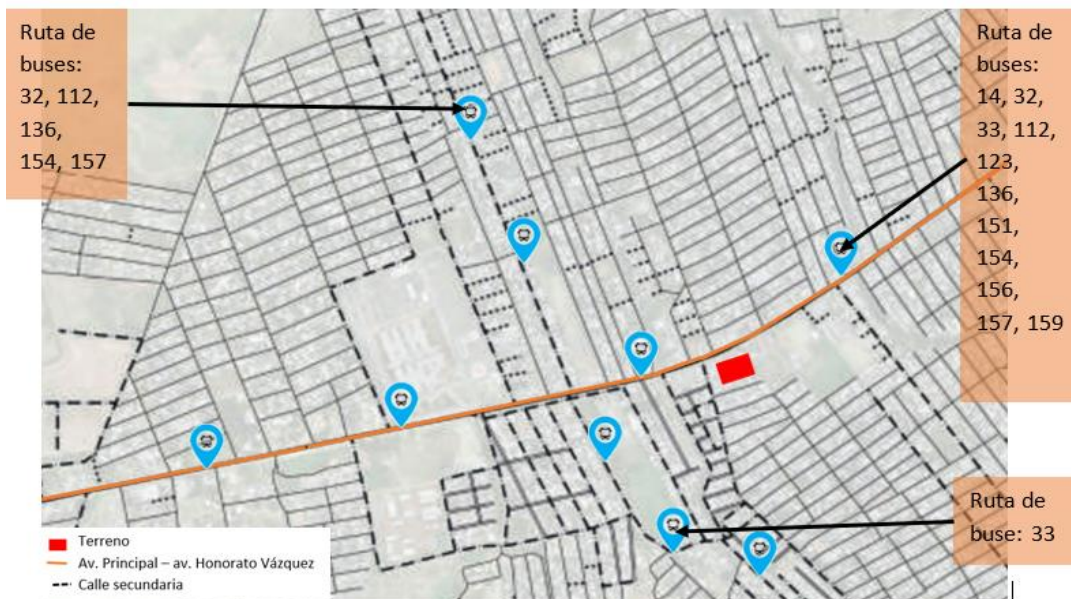 Ruta de
buses:
32, 112,
136,
154, 157
Ruta de
buses:
14, 32,
33, 112,
123,
136,
151,
154,
156,
157, 159
Ruta de
buse: 33
Terreno
Av. Principal – av. Honorato Vázquez
Calle secundaria